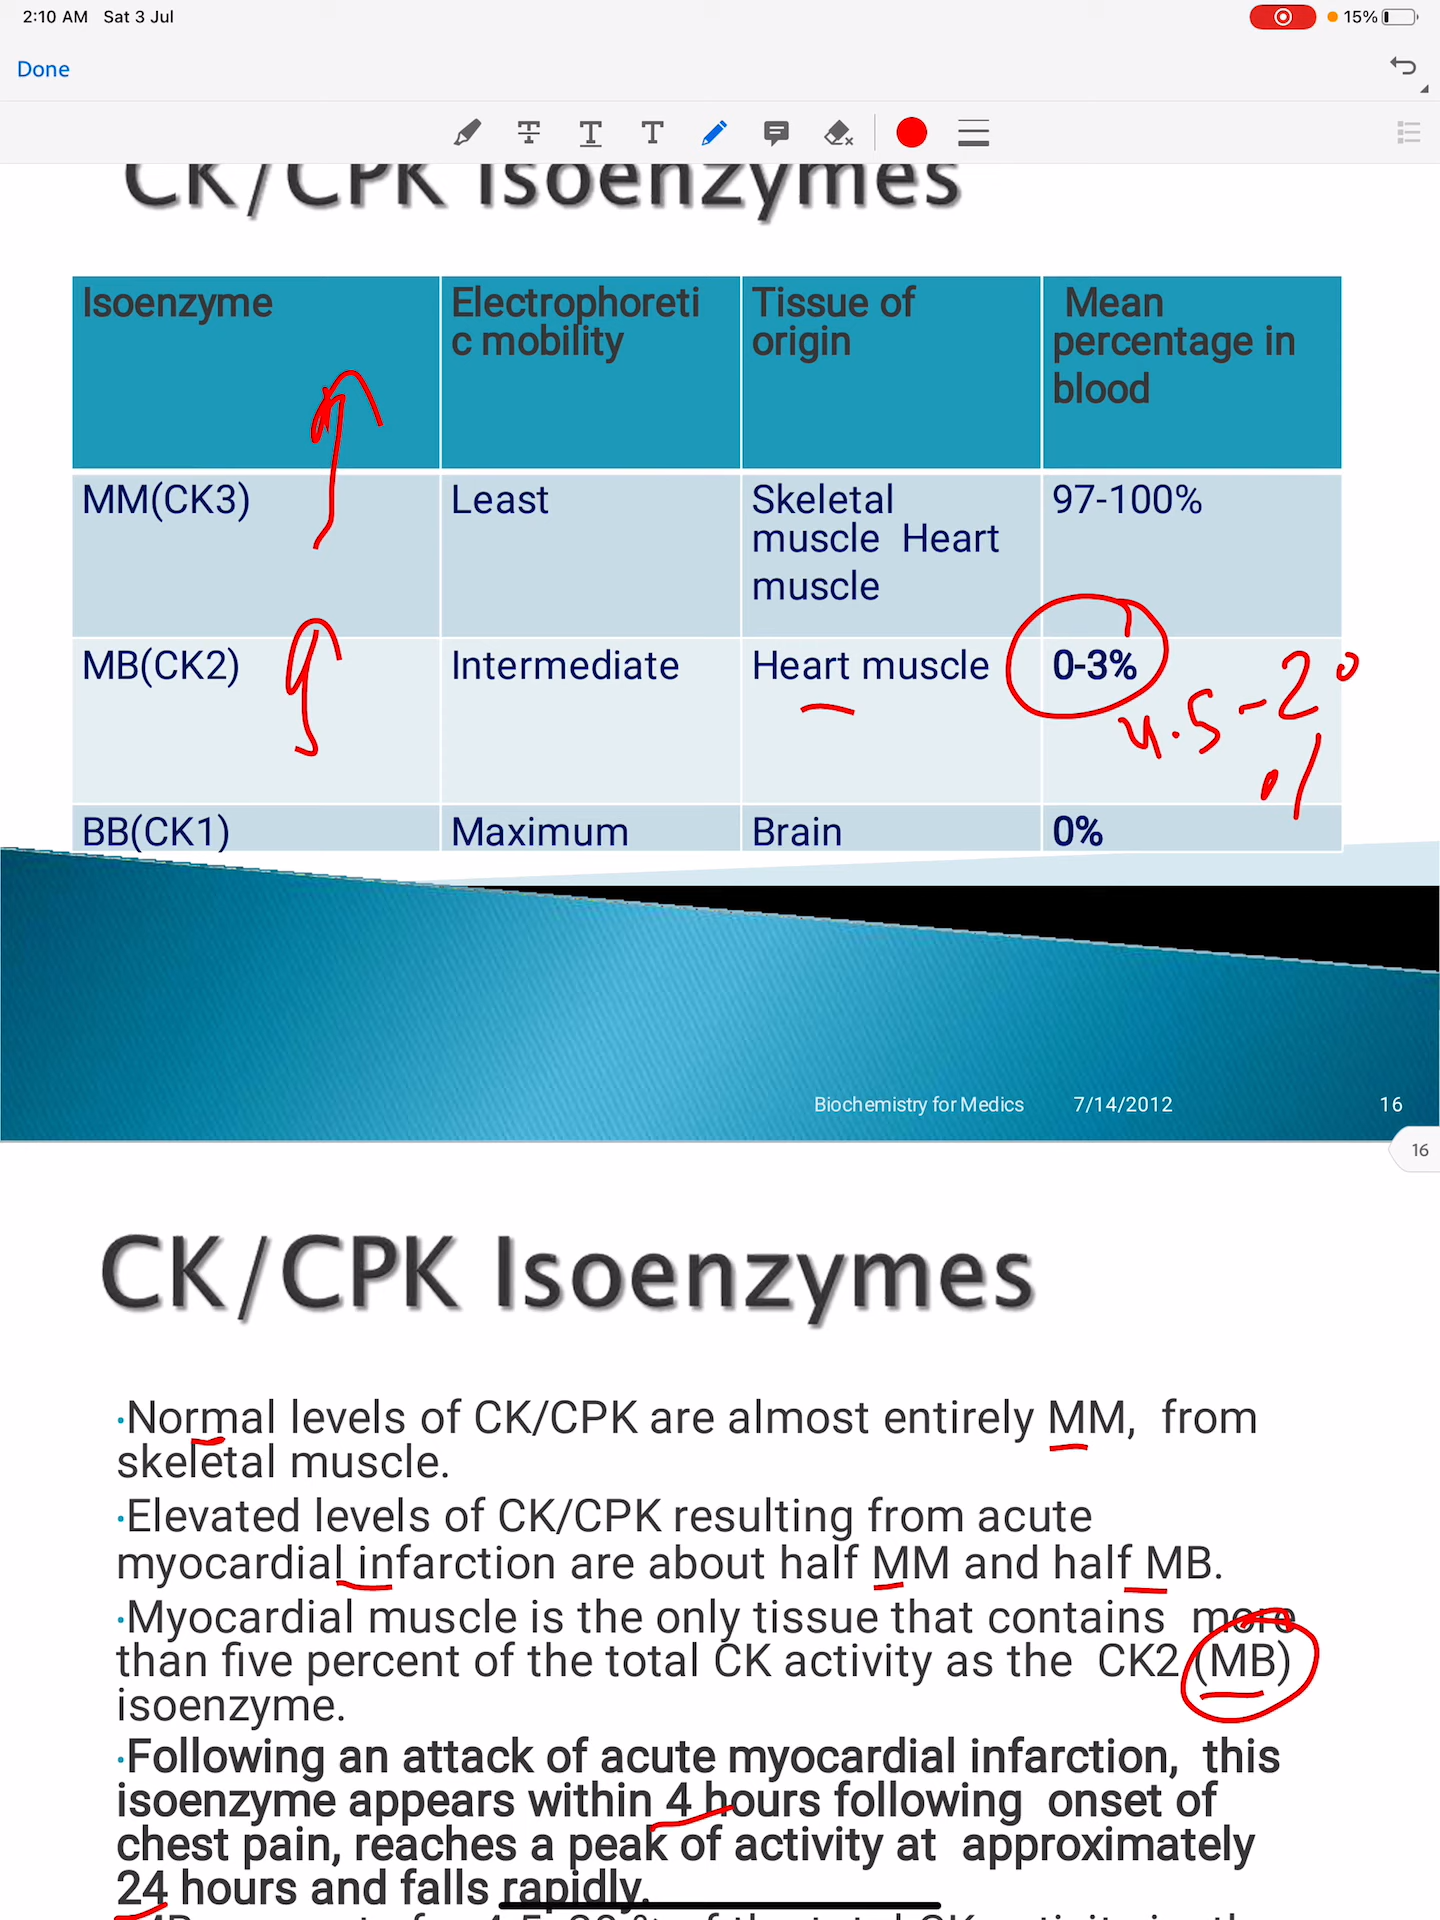 2:10 AM Sat 3 Jul
15%
Done
CK/CPK Isoenzymes
Isoenzyme
Electrophoreti
c mobility
Tissue of
origin
Mean
percentage in
blood
MM(CK3)
Least
Skeletal
muscle Heart
muscle
97-100%
MB(CK2)
Intermediate
Heart muscle
0-3%
4.5-20
%
BB(CK1)
Maximum
Brain
0%
Biochemistry for Medics 7/14/2012 16
16
CK/CPK Isoenzymes
•Normal levels of CK/CPK are almost entirely MM, from
skeletal muscle.
•Elevated levels of CK/CPK resulting from acute
myocardial infarction are about half MM and half MB.
•Myocardial muscle is the only tissue that contains more
than five percent of the total CK activity as the CK2 (MB)
isoenzyme.
•Following an attack of acute myocardial infarction, this
isoenzyme appears within 4 hours following onset of
chest pain, reaches a peak of activity at approximately
24 hours and falls rapidly.